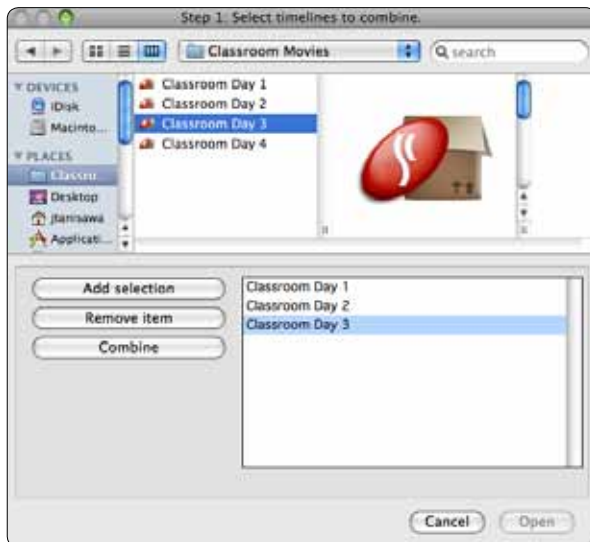 Step 1: Select timelines to combine.
Classroom Movies
search
DEVICES
iDisk
Macinto...
PLACES
Classro...
Desktop
jtanisawa
Applicati...
Classroom Day 1
Classroom Day 2
Classroom Day 3
Classroom Day 4
Add selection
Remove item
Combine
Classroom Day 1
Classroom Day 2
Classroom Day 3
Cancel
Open